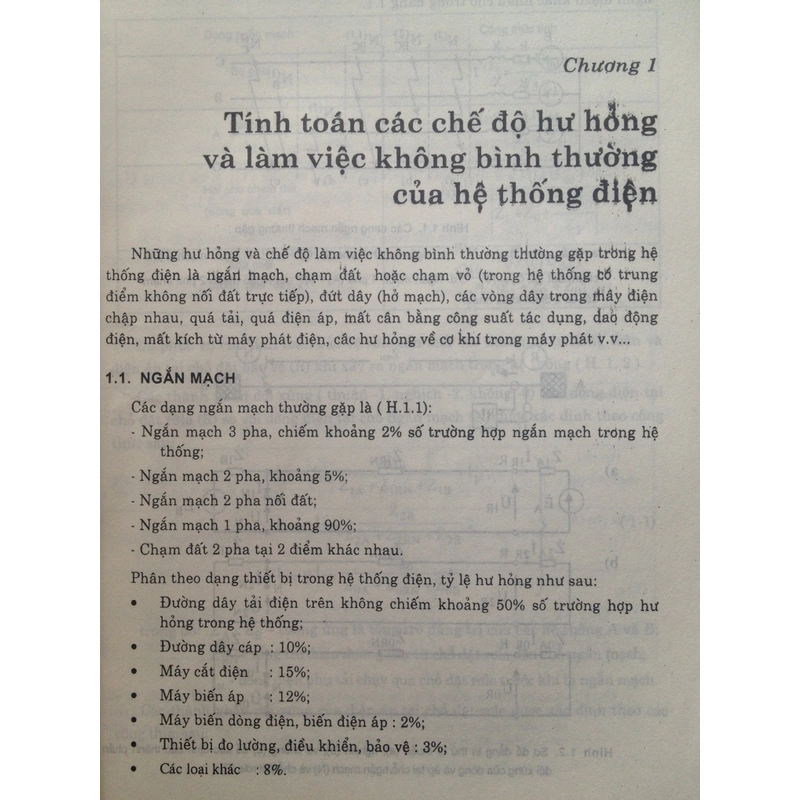 Chương 1
Tính toán các chế độ hư hỏng
và làm việc không bình thường
của hệ thống điện
Những hư hỏng và chế độ làm việc không bình thường thường gặp trong hệ
thống điện là ngắn mạch, chạm đất hoặc chạm vỏ (trong hệ thống có trung
điểm không nối đất trực tiếp), đứt dây (hở mạch), các vòng dây trong máy điện
chập nhau, quá tải, quá điện áp, mất cân bằng công suất tác dụng, dao động
điện, mất kích từ máy phát điện, các hư hỏng về cơ khí trong máy phát v.v...
1.1. NGẮN MẠCH
Các dạng ngắn mạch thường gặp là ( H.1.1):
- Ngắn mạch 3 pha, chiếm khoảng 2% số trường hợp ngắn mạch trong hệ
thống;
- Ngắn mạch 2 pha, khoảng 5%;
- Ngắn mạch 2 pha nối đất;
- Ngắn mạch 1 pha, khoảng 90%;
- Chạm đất 2 pha tại 2 điểm khác nhau.
Phân theo dạng thiết bị trong hệ thống điện, tỷ lệ hư hỏng như sau:
• Đường dây tải điện trên không chiếm khoảng 50% số trường hợp hư
hỏng trong hệ thống;
• Đường dây cáp : 10%;
• Máy cắt điện : 15%;
• Máy biến áp : 12%;
• Máy biến dòng điện, biến điện áp : 2%;
• Thiết bị đo lường, điều khiển, bảo vệ : 3%;
• Các loại khác : 8%.